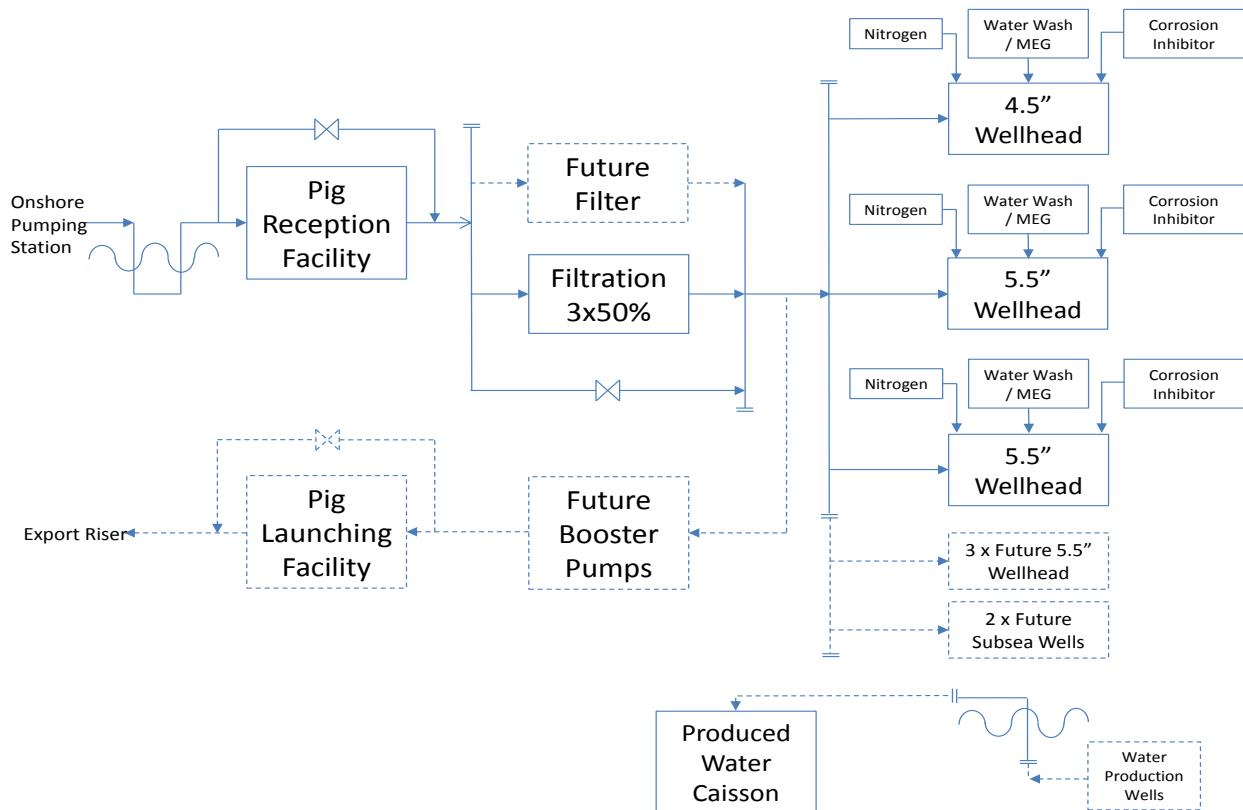 Nitrogen
Water Wash
/ MEG
Corrosion
Inhibitor
4.5”
Wellhead
Onshore
Pumping
Station
Pig
Reception
Facility
Future
Filter
Filtration
3x50%
Nitrogen
Water Wash
/ MEG
Corrosion
Inhibitor
5.5”
Wellhead
Nitrogen
Water Wash
/ MEG
Corrosion
Inhibitor
5.5”
Wellhead
Export Riser
Pig
Launching
Facility
Future
Booster
Pumps
3 x Future 5.5”
Wellhead
2 x Future
Subsea Wells
Produced
Water
Caisson
Water
Production
Wells